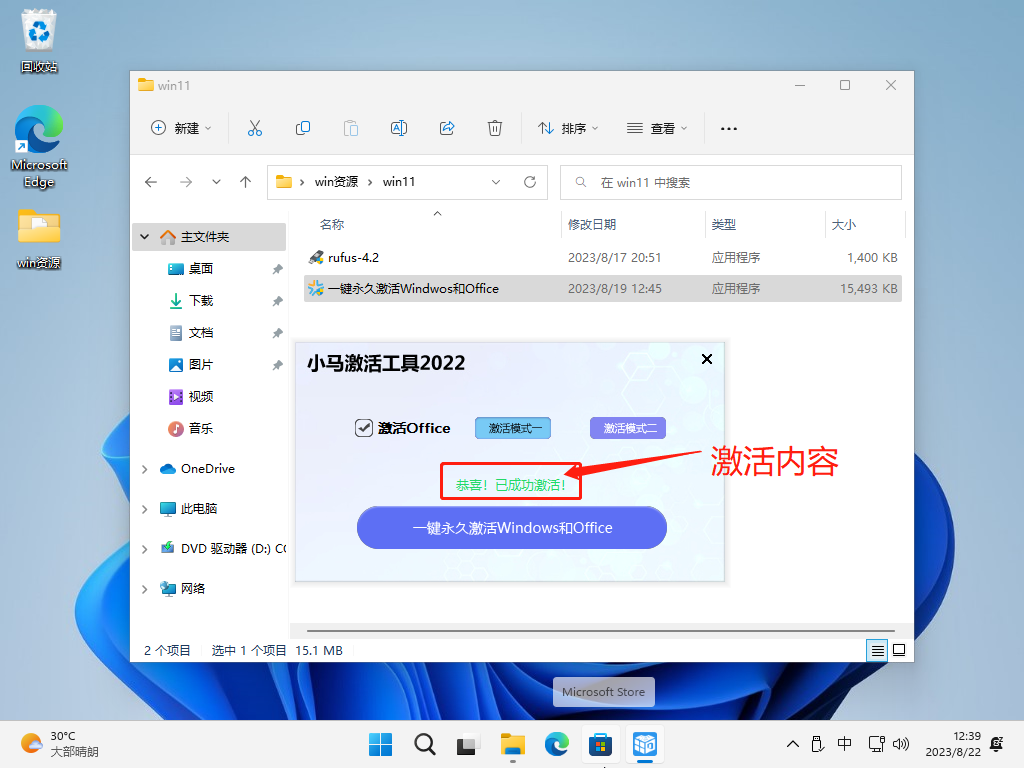 回收站
Microsoft
Edge
win资源
win11
新建
排序
查看
win资源
win11
在 win11 中搜索
主文件夹
桌面
下载
文档
图片
视频
音乐
OneDrive
此电脑
DVD 驱动器 (D:) CC
网络
名称 修改日期 类型 大小
rufus-4.2 2023/8/17 20:51 应用程序 1,400 KB
一键永久激活Windwos和Office 2023/8/19 12:45 应用程序 15,493 KB
小马激活工具2022
激活Office
激活模式一
激活模式二
恭喜！已成功激活！
激活内容
一键永久激活Windows和Office
2 个项目 选中 1 个项目 15.1 MB
Microsoft Store
30°C
大部晴朗
中
12:39
2023/8/22